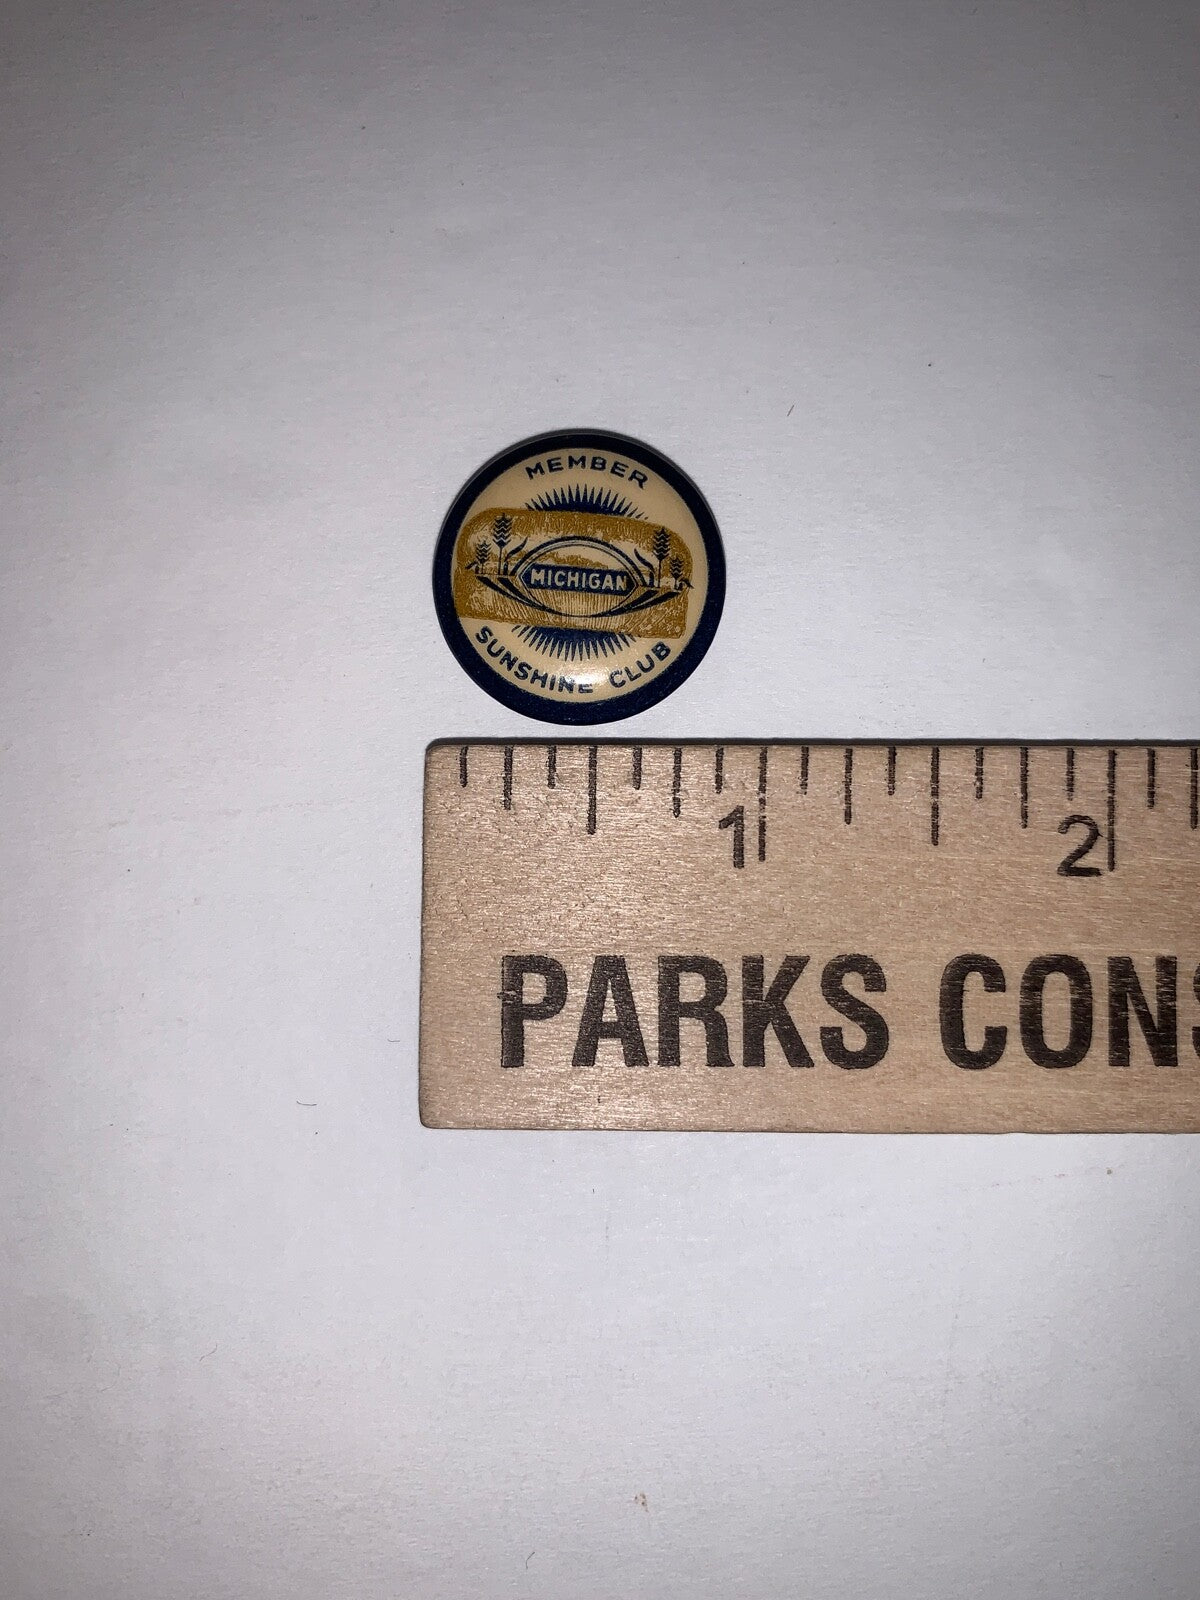 MEMBER
MICHIGAN
SUNSHINE CLUB
1 2
PARKS CONS